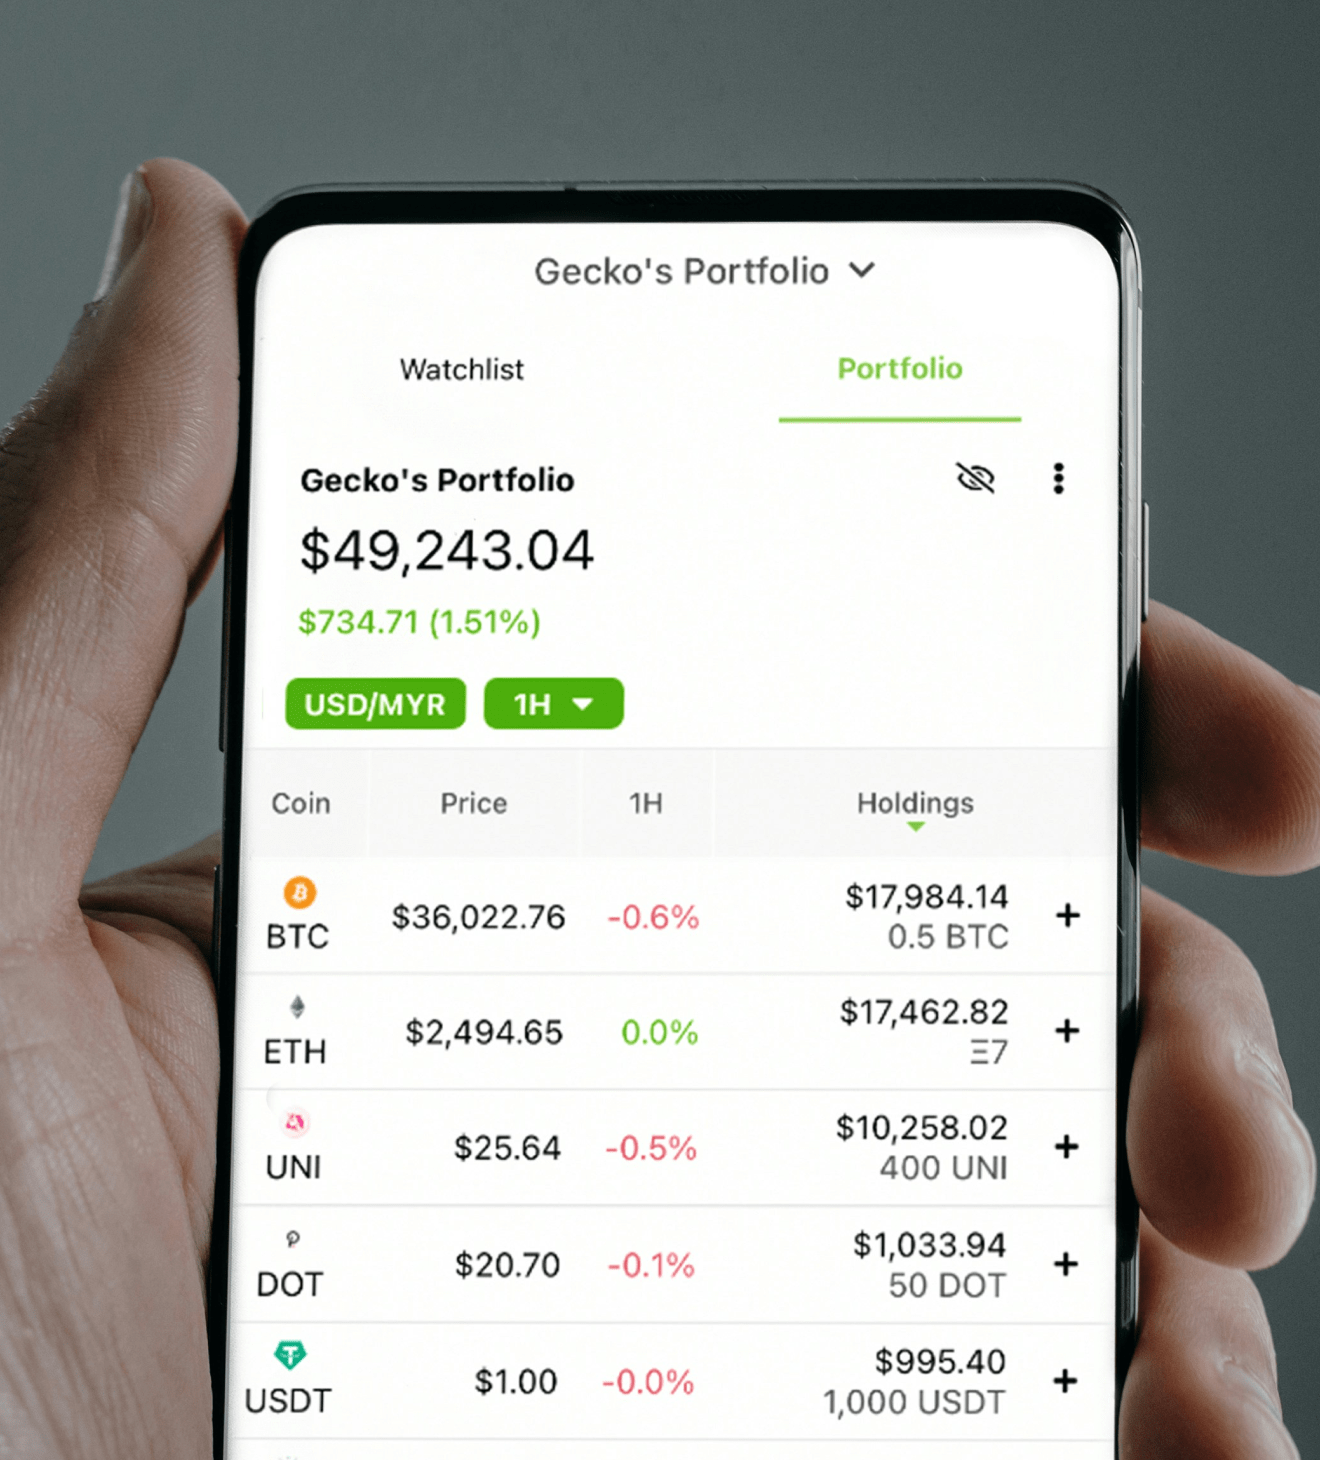 Gecko's Portfolio
Watchlist Portfolio
Gecko's Portfolio
$49,243.04
$734.71 (1.51%)
USD/MYR 1H
Coin Price 1H Holdings
BTC $36,022.76 -0.6% $17,984.14 +
0.5 BTC
ETH $2,494.65 0.0% $17,462.82 +
Ξ7
UNI $25.64 -0.5% $10,258.02 +
400 UNI
DOT $20.70 -0.1% $1,033.94 +
50 DOT
USDT $1.00 -0.0% $995.40 +
1,000 USDT